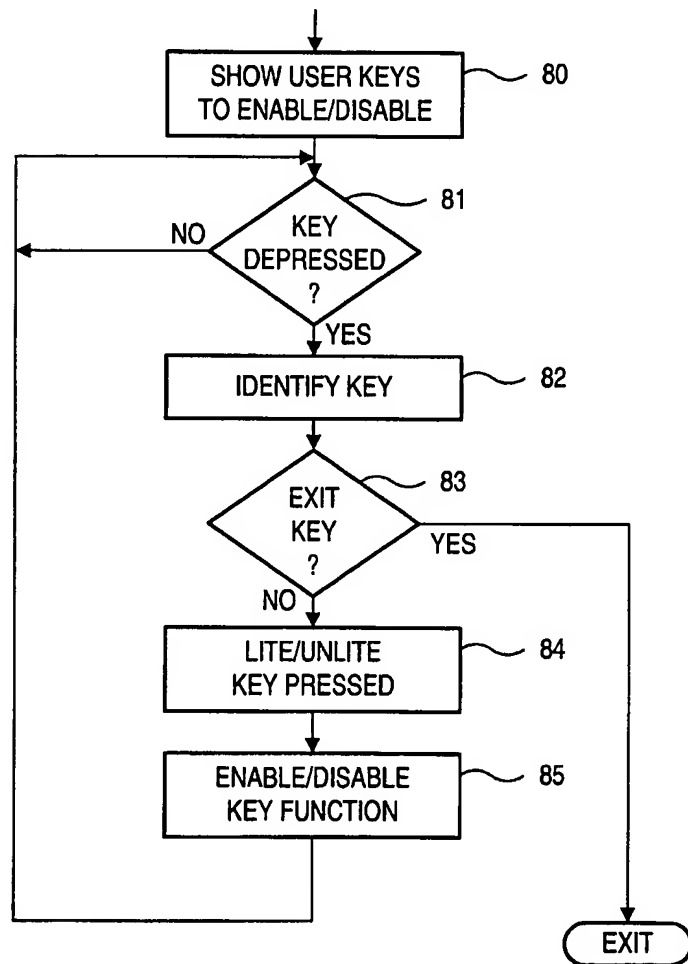 SHOW USER KEYS
TO ENABLE/DISABLE
80
81
KEY
DEPRESSED
?
NO
YES
IDENTIFY KEY
82
83
EXIT
KEY
?
YES
NO
LITE/UNLITE
KEY PRESSED
84
ENABLE/DISABLE
KEY FUNCTION
85
EXIT